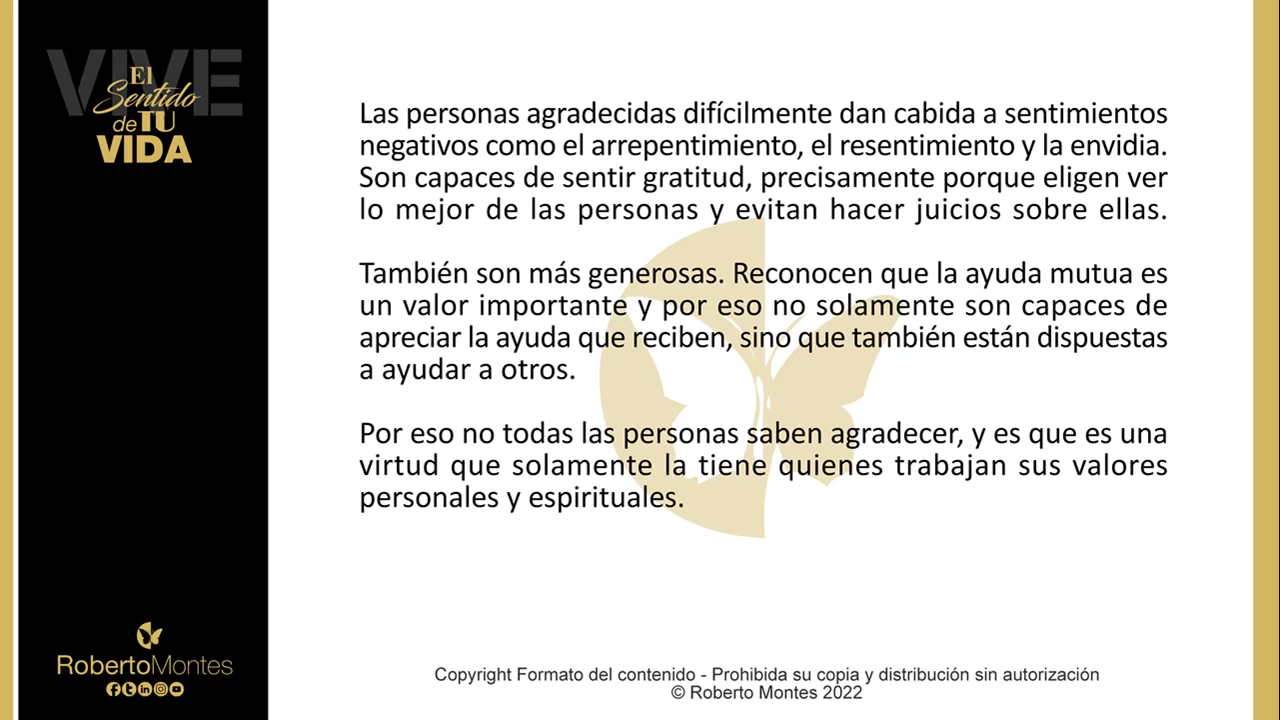 VIVE
El
Sentido
de TU
VIDA
Las personas agradecidas difícilmente dan cabida a sentimientos
negativos como el arrepentimiento, el resentimiento y la envidia.
Son capaces de sentir gratitud, precisamente porque eligen ver
lo mejor de las personas y evitan hacer juicios sobre ellas.
También son más generosas. Reconocen que la ayuda mutua es
un valor importante y por eso no solamente son capaces de
apreciar la ayuda que reciben, sino que también están dispuestas
a ayudar a otros.
Por eso no todas las personas saben agradecer, y es que es una
virtud que solamente la tiene quienes trabajan sus valores
personales y espirituales.
RobertoMontes
Copyright Formato del contenido - Prohibida su copia y distribución sin autorización
© Roberto Montes 2022